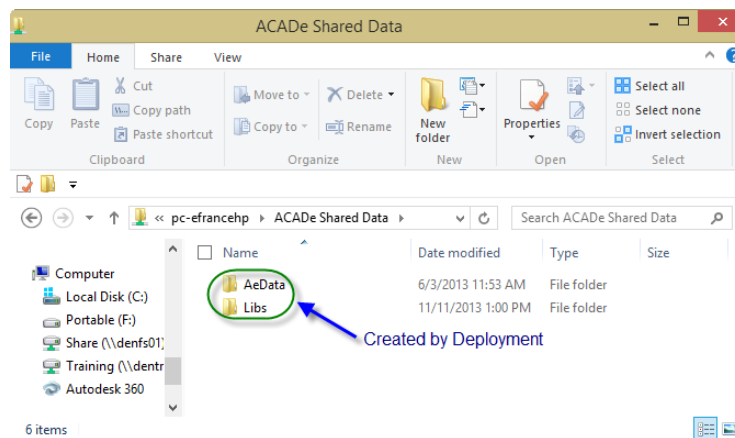 ACADe Shared Data
File Home Share View
Copy
Paste
Cut
Copy path
Paste shortcut
Clipboard
Move to
Copy to
Delete
Rename
Organize
New
folder
New
Properties
Open
Select all
Select none
Invert selection
Select
« pc-efrancehp ACADe Shared Data
Search ACADe Shared Data
Name Date modified Type Size
AeData 6/3/2013 11:53 AM File folder
Libs 11/11/2013 1:00 PM File folder
Created by Deployment
Computer
Local Disk (C:)
Portable (F:)
Share (\\denfs01)
Training (\\dentr
Autodesk 360
6 items